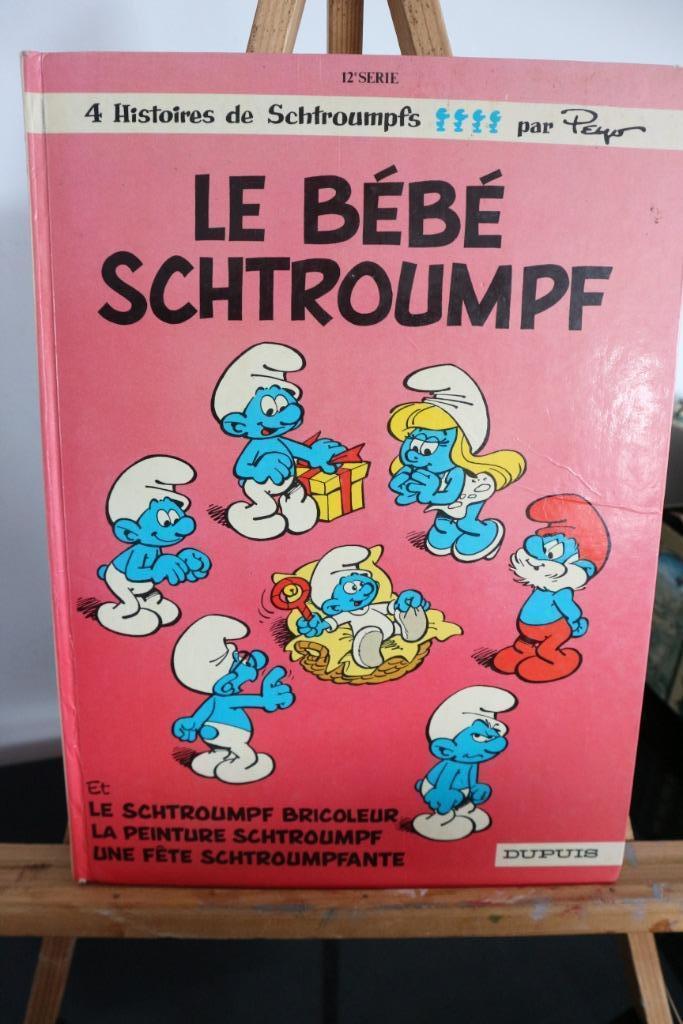 12e SERIE
4 Histoires de Schtroumpfs par Peyo
LE BÉBÉ
SCHTROUMPF
Et
LE SCHTROUMPF BRICOLEUR
LA PEINTURE SCHTROUMPF
UNE FÊTE SCHTROUMPFANTE
DUPUIS